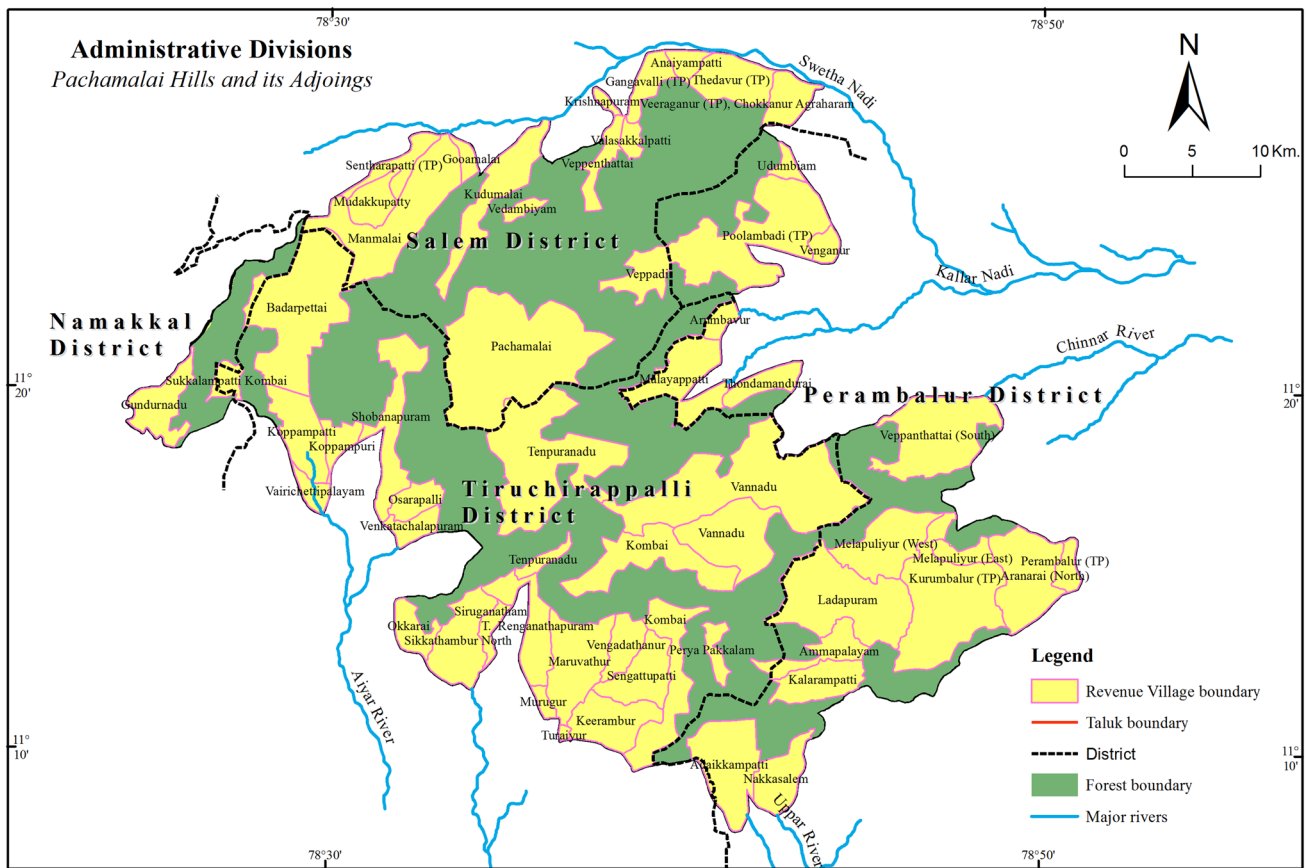 78°30'
78°50'
Administrative Divisions
Pachamalai Hills and its Adjoings
N
0 5 10 Km.
Swetha Nadi
Anaiyampatti
Gangavalli (TP)
Thedavur (TP)
Krishnapuram
Veeraganur (TP), Chokkanur Agraharam
Valasakkalpatti
Veppenthattai
Sentharapatti (TP)
Gooamalai
Udumbiam
Kudumalai
Mudakkupatty
Vedambiyam
Manmalai
Salem District
Poolambadi (TP)
Venganur
Veppadi
Kallar Nadi
Badarpettai
Namakkal
District
Arumbavur
Chinnar River
Pachamalai
Sukkalampatti Kombai
Malayappatti
Thondamandurai
11°
20'
11°
20'
Perambalur District
Gundurnadu
Shobanapuram
Koppampatti
Koppampuri
Veppanthattai (South)
Tenpuranadu
Vairichettipalayam
Osarapalli
Tiruchirappalli
District
Vannadu
Venkatachalapuram
Vannadu
Kombai
Melapuliyur (West)
Melapuliyur (East)
Perambalur (TP)
Tenpuranadu
Kurumbalur (TP)
Aranarai (North)
Ladapuram
Siruganatham
Okkarai
T. Renganathapuram
Kombai
Sikkathambur North
Vengadathanur
Perya Pakkalam
Ammapalayam
Maruvathur
Sengattupatti
Kalarampatti
Murugur
Keerambur
Turaiyur
Aiyar River
Adaikkampatti
Nakkasalem
Uppar River
11°
10'
11°
10'
Legend
Revenue Village boundary
Taluk boundary
District
Forest boundary
Major rivers
78°30'
78°50'